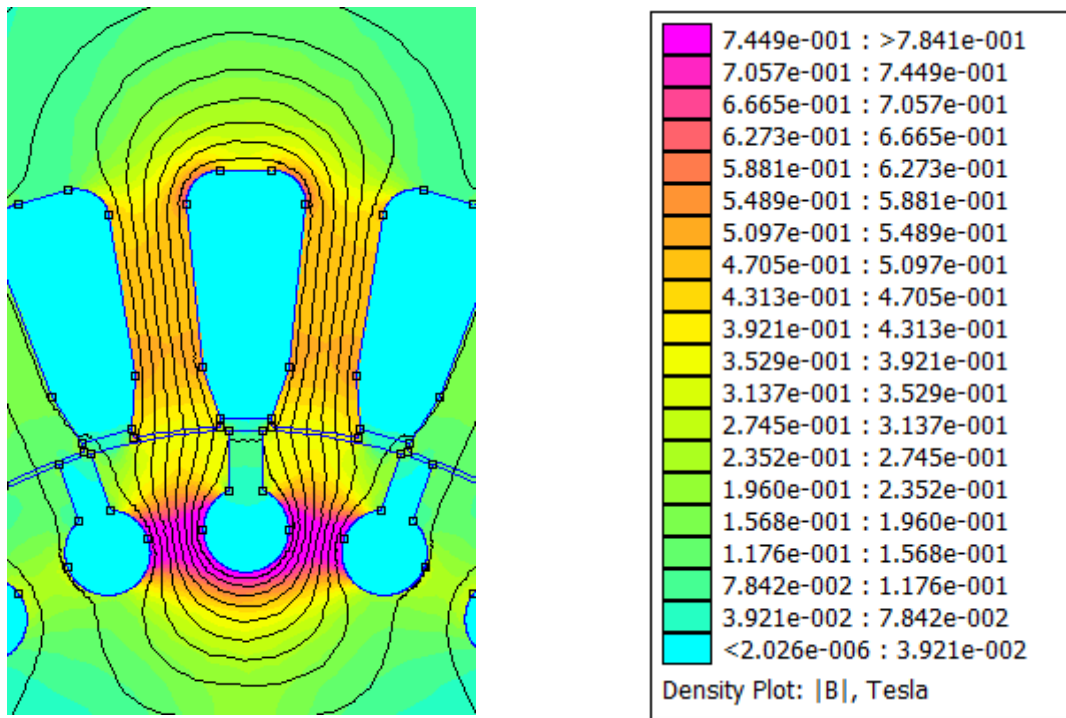 7.449e-001 : >7.841e-001
7.057e-001 : 7.449e-001
6.665e-001 : 7.057e-001
6.273e-001 : 6.665e-001
5.881e-001 : 6.273e-001
5.489e-001 : 5.881e-001
5.097e-001 : 5.489e-001
4.705e-001 : 5.097e-001
4.313e-001 : 4.705e-001
3.921e-001 : 4.313e-001
3.529e-001 : 3.921e-001
3.137e-001 : 3.529e-001
2.745e-001 : 3.137e-001
2.352e-001 : 2.745e-001
1.960e-001 : 2.352e-001
1.568e-001 : 1.960e-001
1.176e-001 : 1.568e-001
7.842e-002 : 1.176e-001
3.921e-002 : 7.842e-002
<2.026e-006 : 3.921e-002
Density Plot: |B|, Tesla